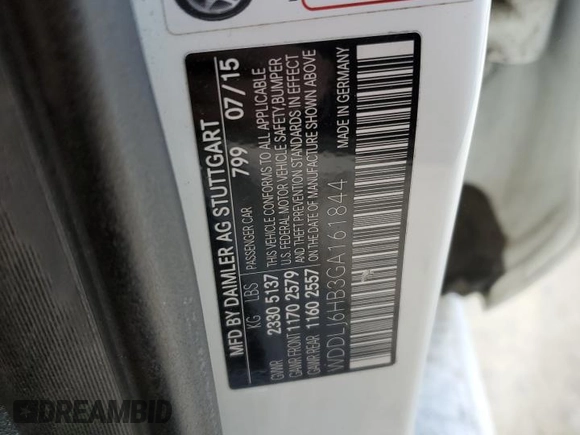 MFD BY DAIMLER AG STUTTGART
PASSENGER CAR 799 07/15
KG LBS
GVWR 2330 5137
GAWR FRONT 1170 2579
GAWR REAR 1160 2557
THIS VEHICLE CONFORMS TO ALL APPLICABLE
U.S. FEDERAL MOTOR VEHICLE SAFETY,BUMPER
AND THEFT PREVENTION STANDARDS IN EFFECT
ON THE DATE OF MANUFACTURE SHOWN ABOVE
WDDLJ6HB3GA161844
MADE IN GERMANY
DREAMBID